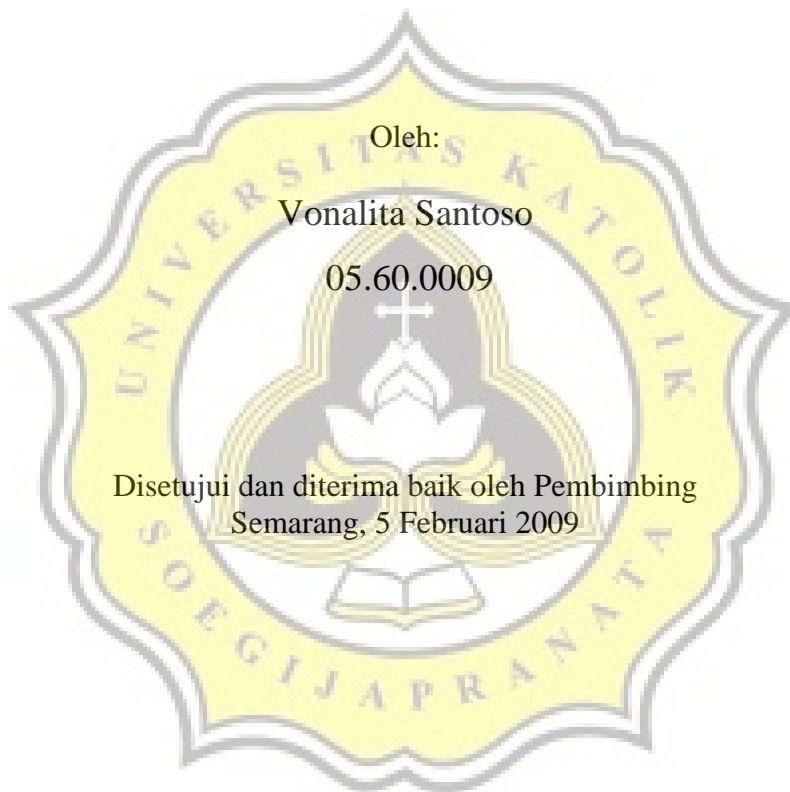 Oleh:
Vonalita Santoso
05.60.0009
Disetujui dan diterima baik oleh Pembimbing
Semarang, 5 Februari 2009
UNIVERSITAS KATOLIK
SOEGIJAPRANATA